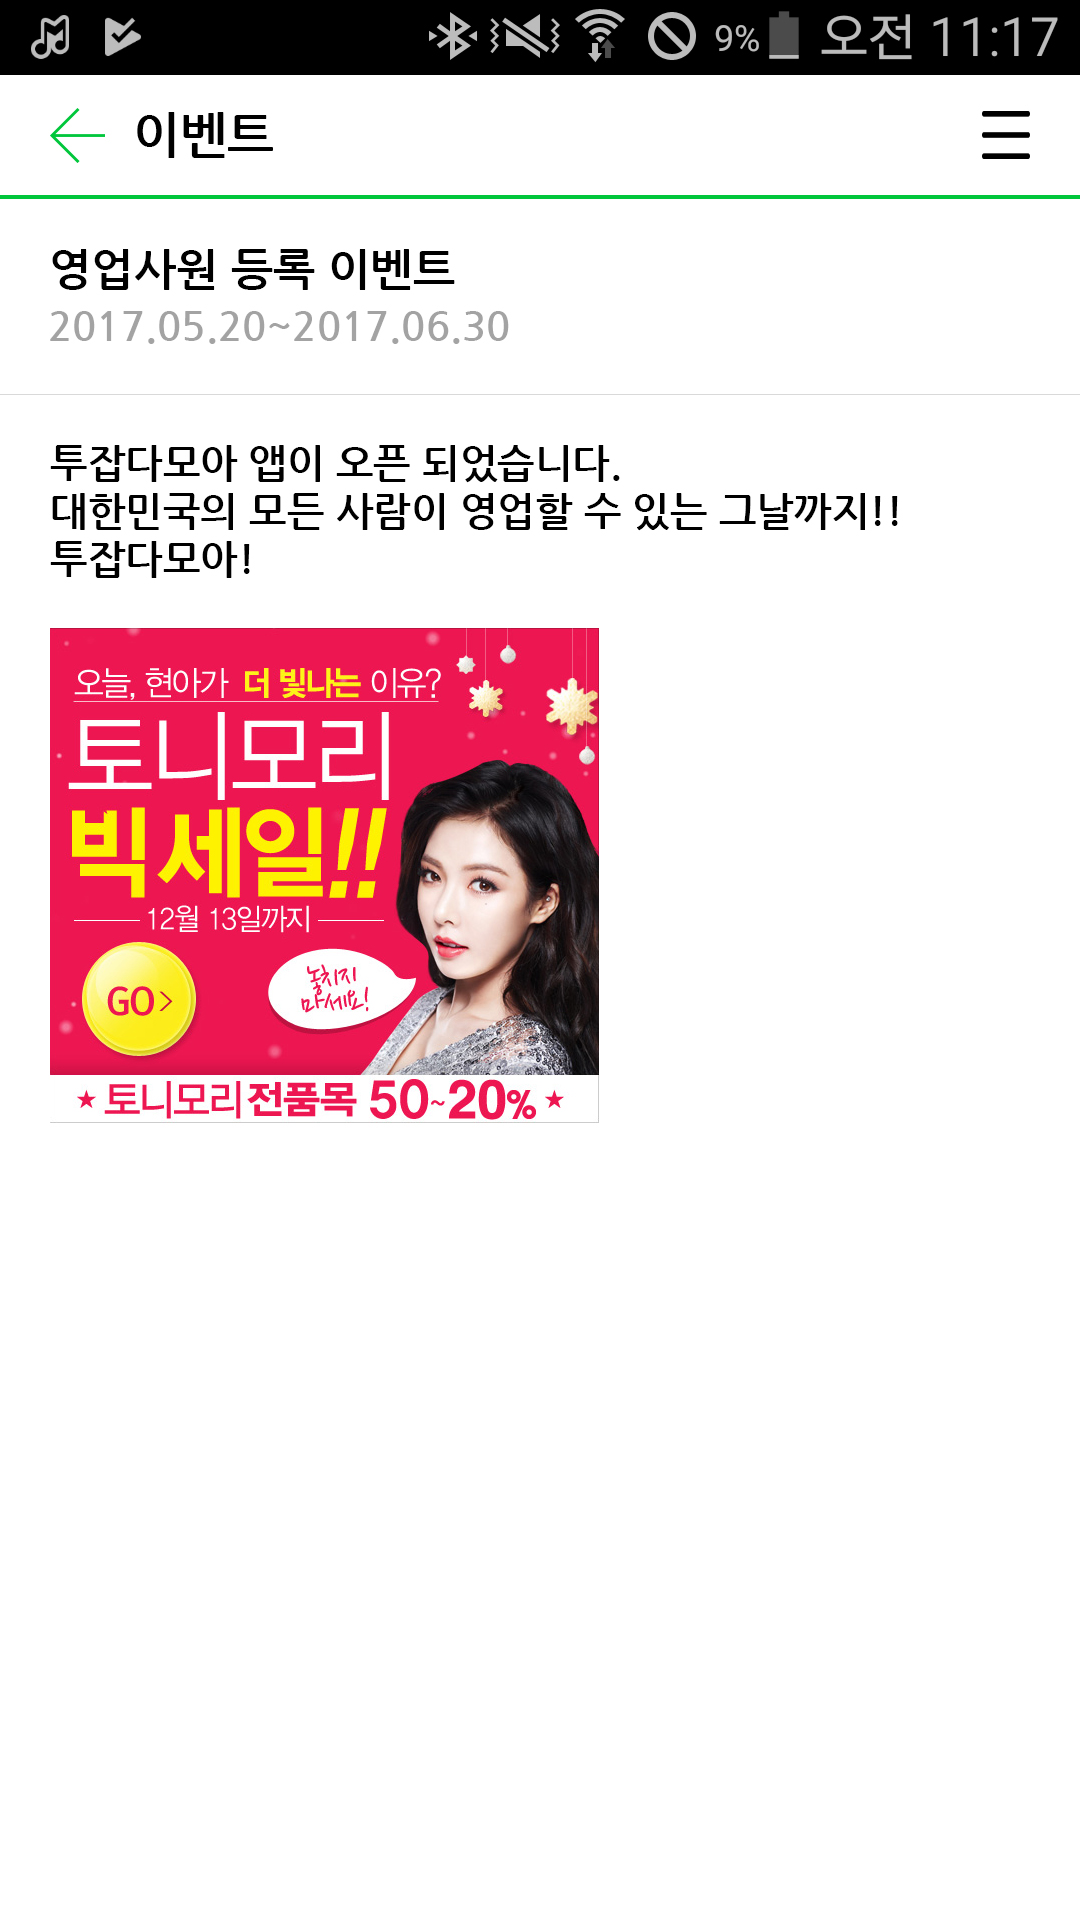 9% 오전 11:17
이벤트
영업사원 등록 이벤트
2017.05.20~2017.06.30
투잡다모아 앱이 오픈 되었습니다.
대한민국의 모든 사람이 영업할 수 있는 그날까지!!
투잡다모아!
오늘, 현아가 더 빛나는 이유?
토니모리
빅세일!!
12월 13일까지
GO>
놓치지
마세요!
★ 토니모리 전품목 50~20% ★